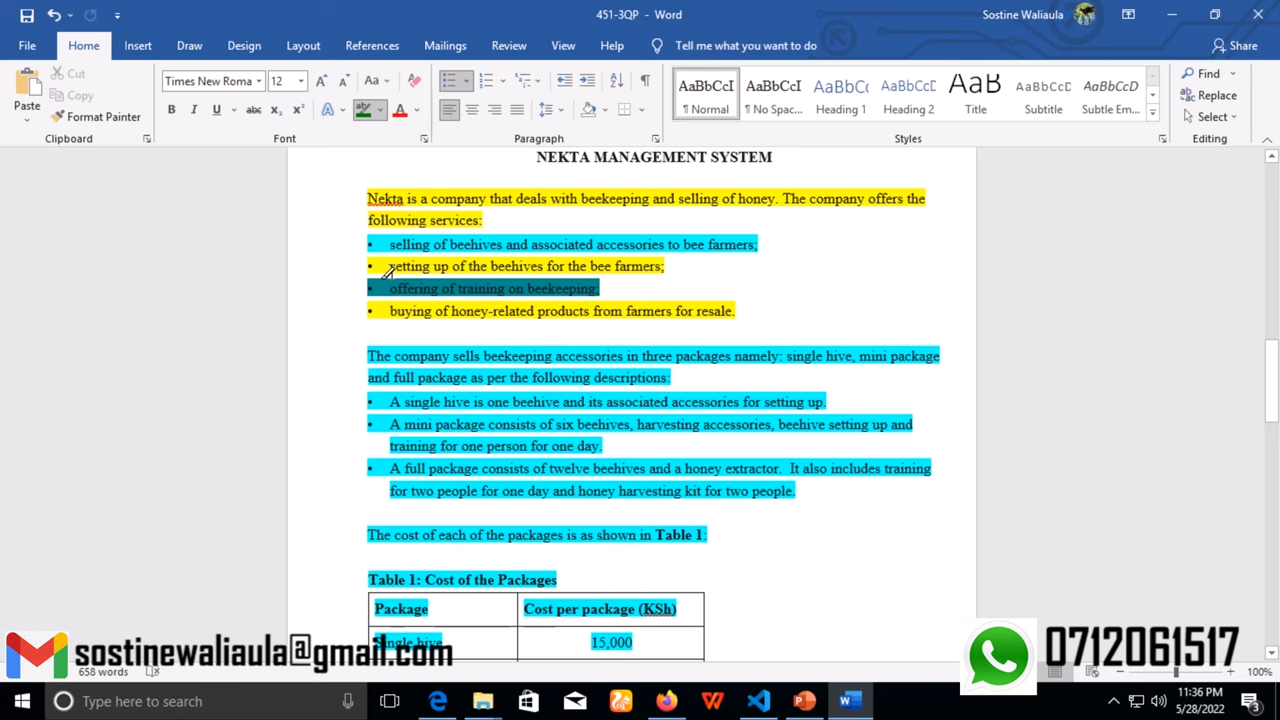 451-3QP - Word
Sostine Waliaula
File Home Insert Draw Design Layout References Mailings Review View Help Tell me what you want to do Share
Paste
Cut
Copy
Format Painter
Clipboard
Times New Roma 12
Font
Paragraph
AaBbCcI AaBbCcI AaBbCc AaBbCcI AaB AaBbCcD AaBbCcD
¶ Normal ¶ No Spac... Heading 1 Heading 2 Title Subtitle Subtle Em...
Styles
Find
Replace
Select
Editing
NEKTA MANAGEMENT SYSTEM
Nekta is a company that deals with beekeeping and selling of honey. The company offers the
following services:
• selling of beehives and associated accessories to bee farmers;
• setting up of the beehives for the bee farmers;
• offering of training on beekeeping;
• buying of honey-related products from farmers for resale.
The company sells beekeeping accessories in three packages namely: single hive, mini package
and full package as per the following descriptions:
• A single hive is one beehive and its associated accessories for setting up.
• A mini package consists of six beehives, harvesting accessories, beehive setting up and
training for one person for one day.
• A full package consists of twelve beehives and a honey extractor. It also includes training
for two people for one day and honey harvesting kit for two people.
The cost of each of the packages is as shown in Table 1:
Table 1: Cost of the Packages
Package Cost per package (KSh)
Single hive 15,000
sostinewaliaula@gmail.com
0712061517
658 words
100%
Type here to search
11:36 PM
5/28/2022
3